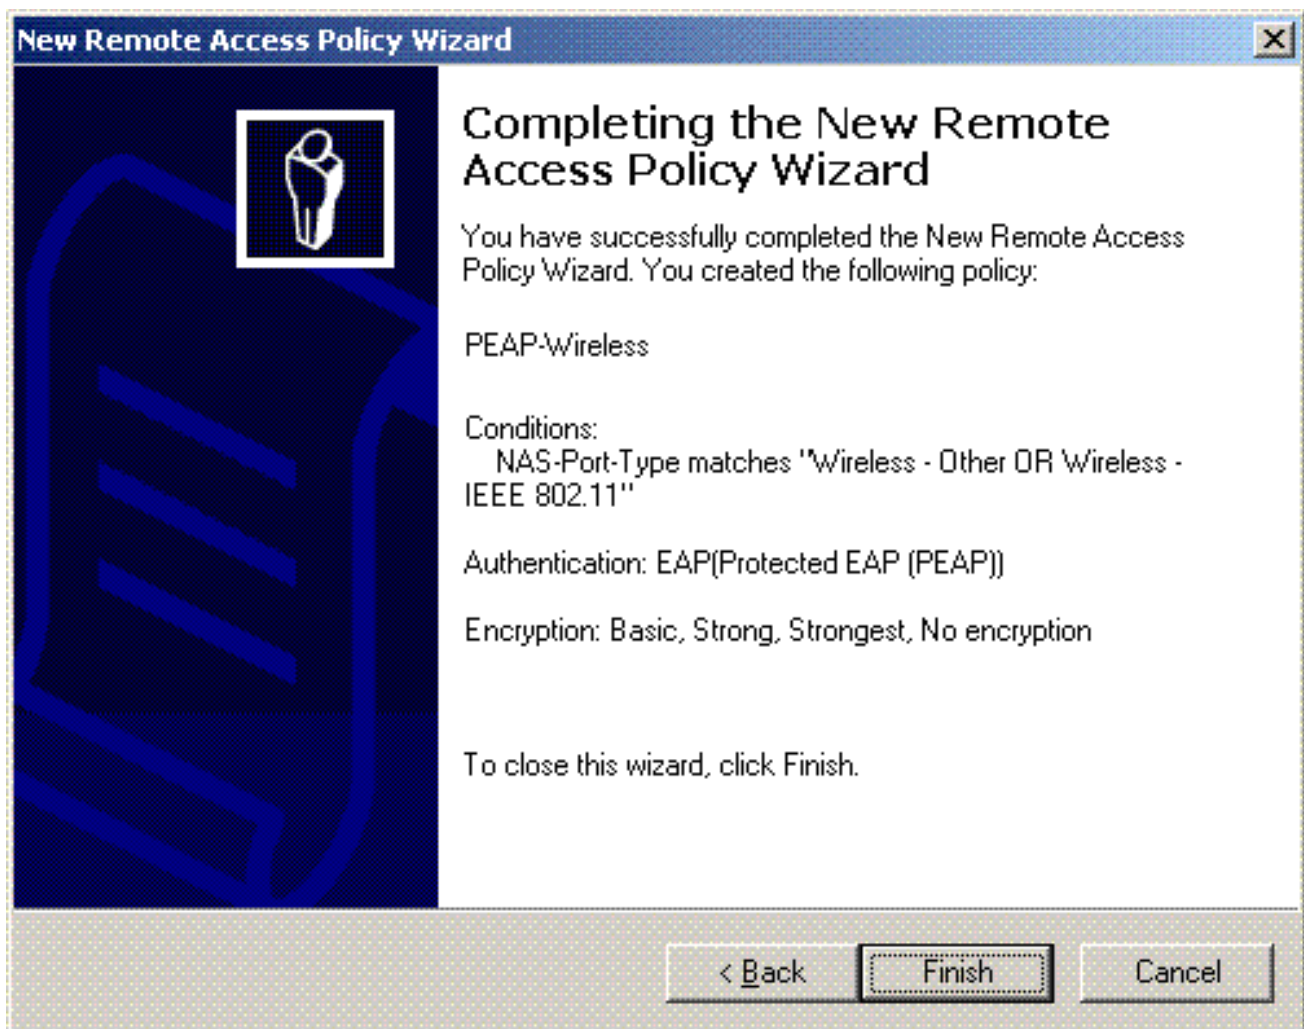 New Remote Access Policy Wizard
Completing the New Remote
Access Policy Wizard
You have successfully completed the New Remote Access
Policy Wizard. You created the following policy:
PEAP-Wireless
Conditions:
NAS-Port-Type matches "Wireless - Other OR Wireless -
IEEE 802.11"
Authentication: EAP(Protected EAP (PEAP))
Encryption: Basic, Strong, Strongest, No encryption
To close this wizard, click Finish.
< Back Finish Cancel